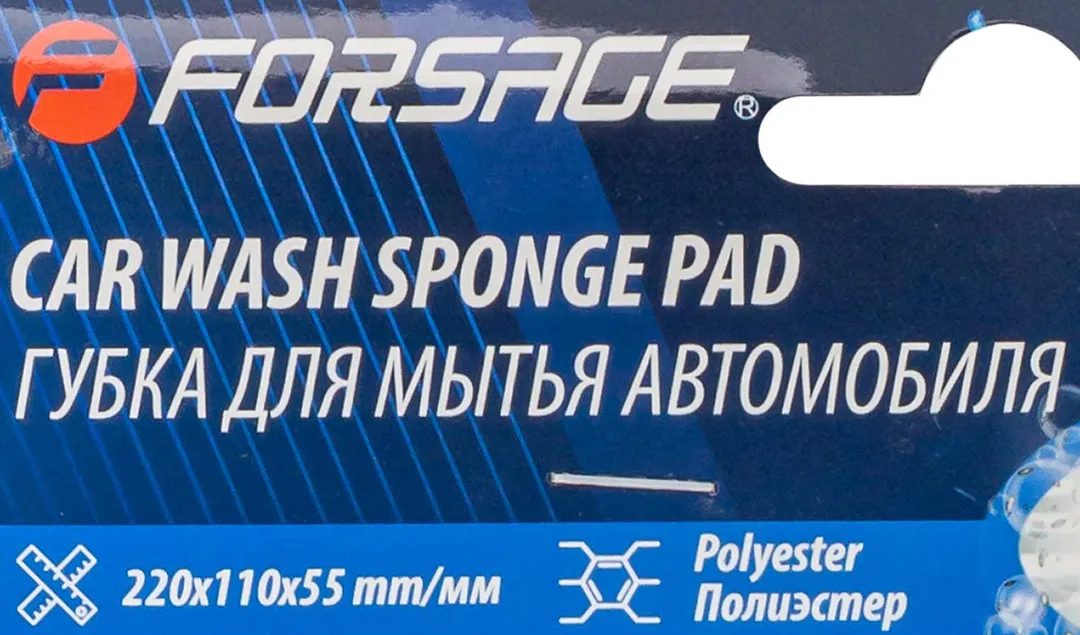 FORSAGE®
CAR WASH SPONGE PAD
ГУБКА ДЛЯ МЫТЬЯ АВТОМОБИЛЯ
220x110x55 mm/мм
Polyester
Полиэстер